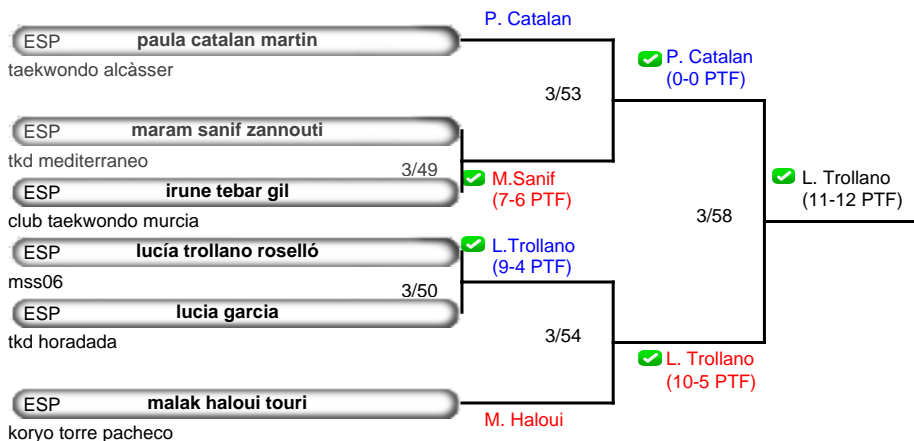 P. Catalan
ESP paula catalan martin
taekwondo alcàsser
P. Catalan
(0-0 PTF)
3/53
ESP maram sanif zannouti
tkd mediterraneo
3/49
M.Sanif
(7-6 PTF)
ESP irune tebar gil
club taekwondo murcia
L. Trollano
(11-12 PTF)
3/58
ESP lucía trollano roselló
mss06
L.Trollano
(9-4 PTF)
3/50
ESP lucia garcia
tkd horadada
3/54
L. Trollano
(10-5 PTF)
ESP malak haloui touri
koryo torre pacheco
M. Haloui